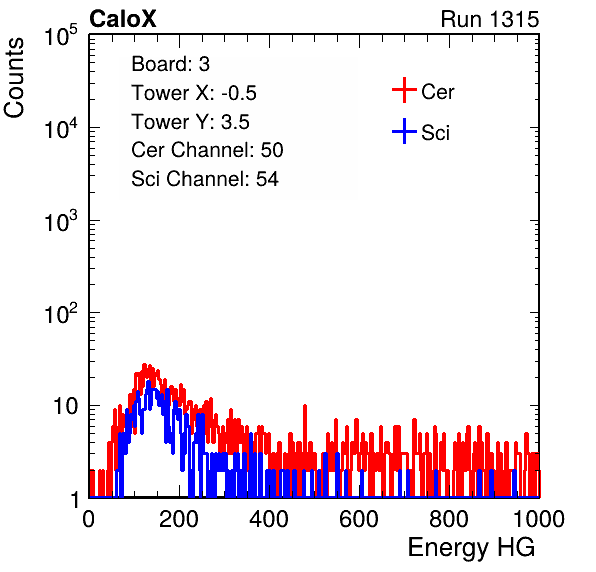 CaloX Run 1315
Counts
10^5
10^4
10^3
10^2
10
1
Board: 3
Tower X: -0.5
Tower Y: 3.5
Cer Channel: 50
Sci Channel: 54
Cer
Sci
0 200 400 600 800 1000
Energy HG